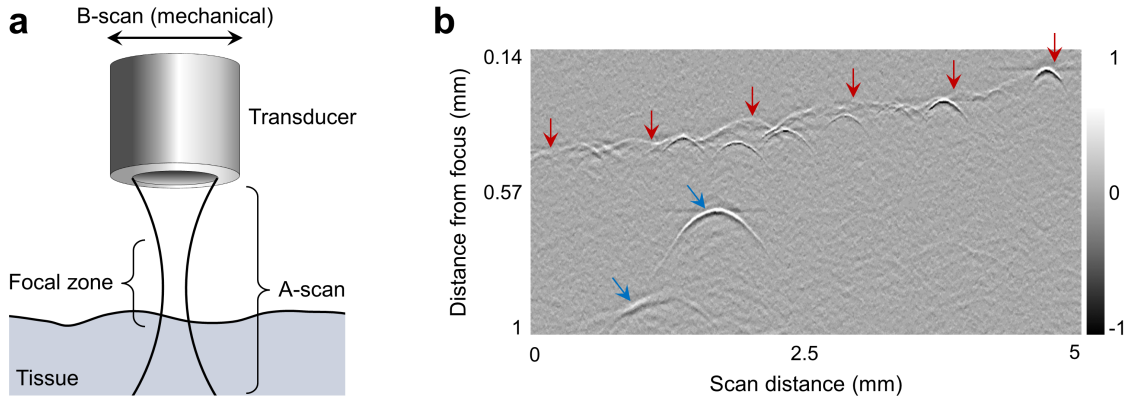 a
B-scan (mechanical)
Transducer
Focal zone
A-scan
Tissue
b
Distance from focus (mm)
0.14
0.57
1
0
2.5
5
Scan distance (mm)
1
0
-1